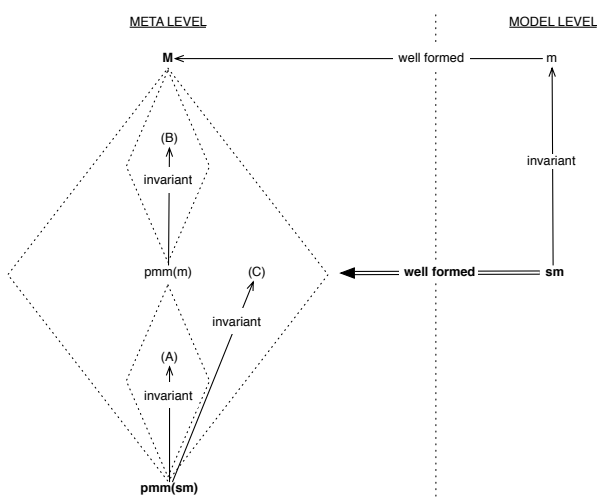 META LEVEL
MODEL LEVEL
M
well formed
m
(B)
invariant
invariant
pmm(m)
(C)
well formed
sm
invariant
(A)
invariant
pmm(sm)